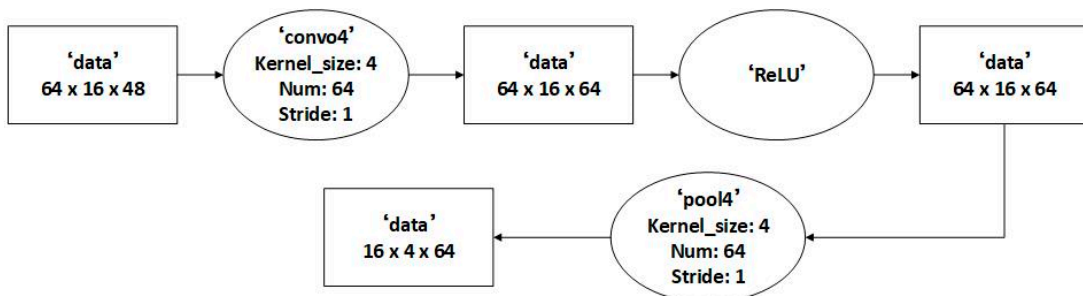 ‘data’
64 x 16 x 48
‘convo4’
Kernel_size: 4
Num: 64
Stride: 1
‘data’
64 x 16 x 64
‘ReLU’
‘data’
64 x 16 x 64
‘pool4’
Kernel_size: 4
Num: 64
Stride: 1
‘data’
16 x 4 x 64